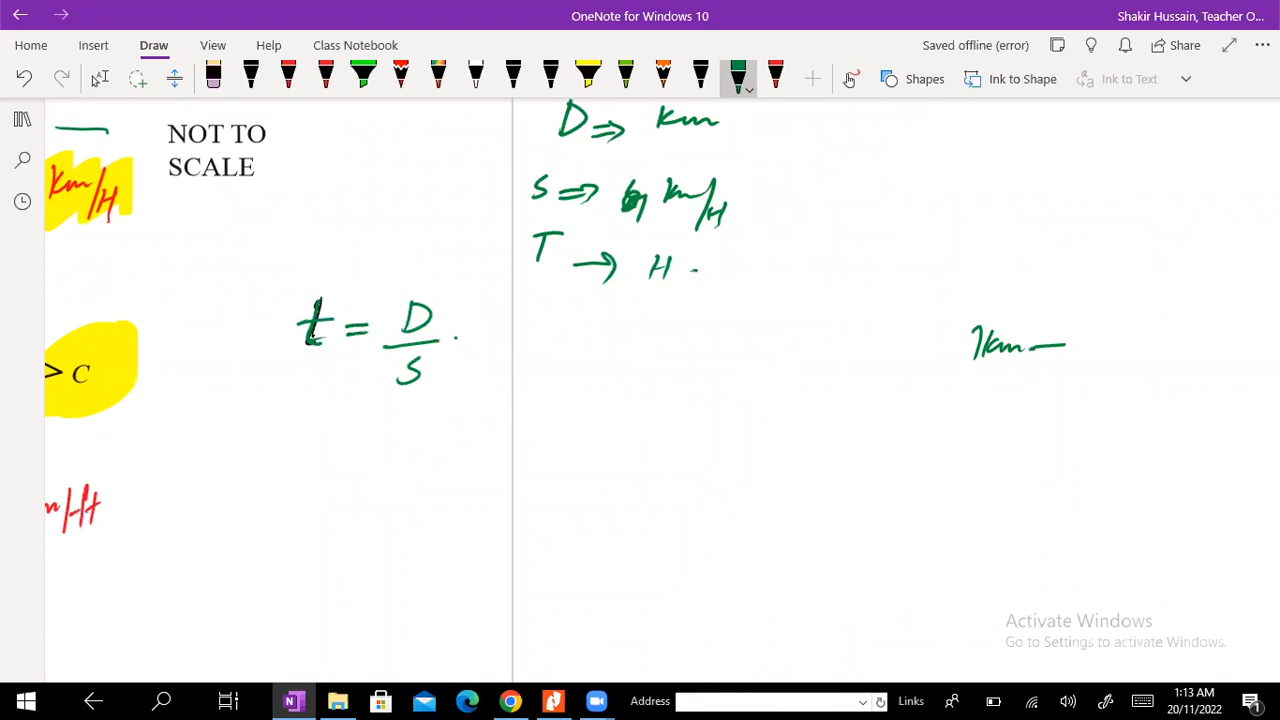 OneNote for Windows 10
Shakir Hussain, Teacher O...
Home Insert Draw View Help Class Notebook
Saved offline (error) Share
Shapes Ink to Shape Ink to Text
NOT TO
SCALE
km/H
> C
m/H
t = D/S
D ⇒ km
S ⇒ km/H
T → H
1km —
Activate Windows
Go to Settings to activate Windows.
Address Links
1:13 AM
20/11/2022
1